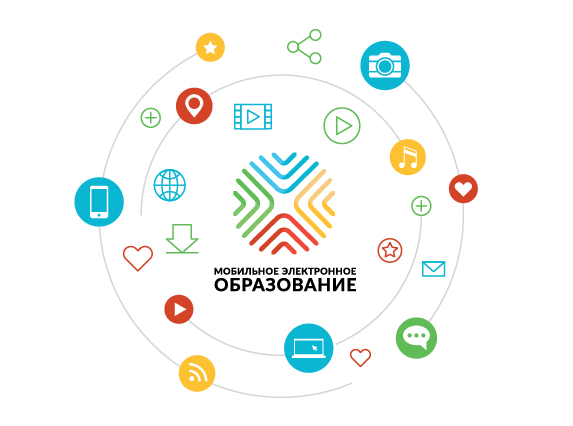 МОБИЛЬНОЕ ЭЛЕКТРОННОЕ
ОБРАЗОВАНИЕ